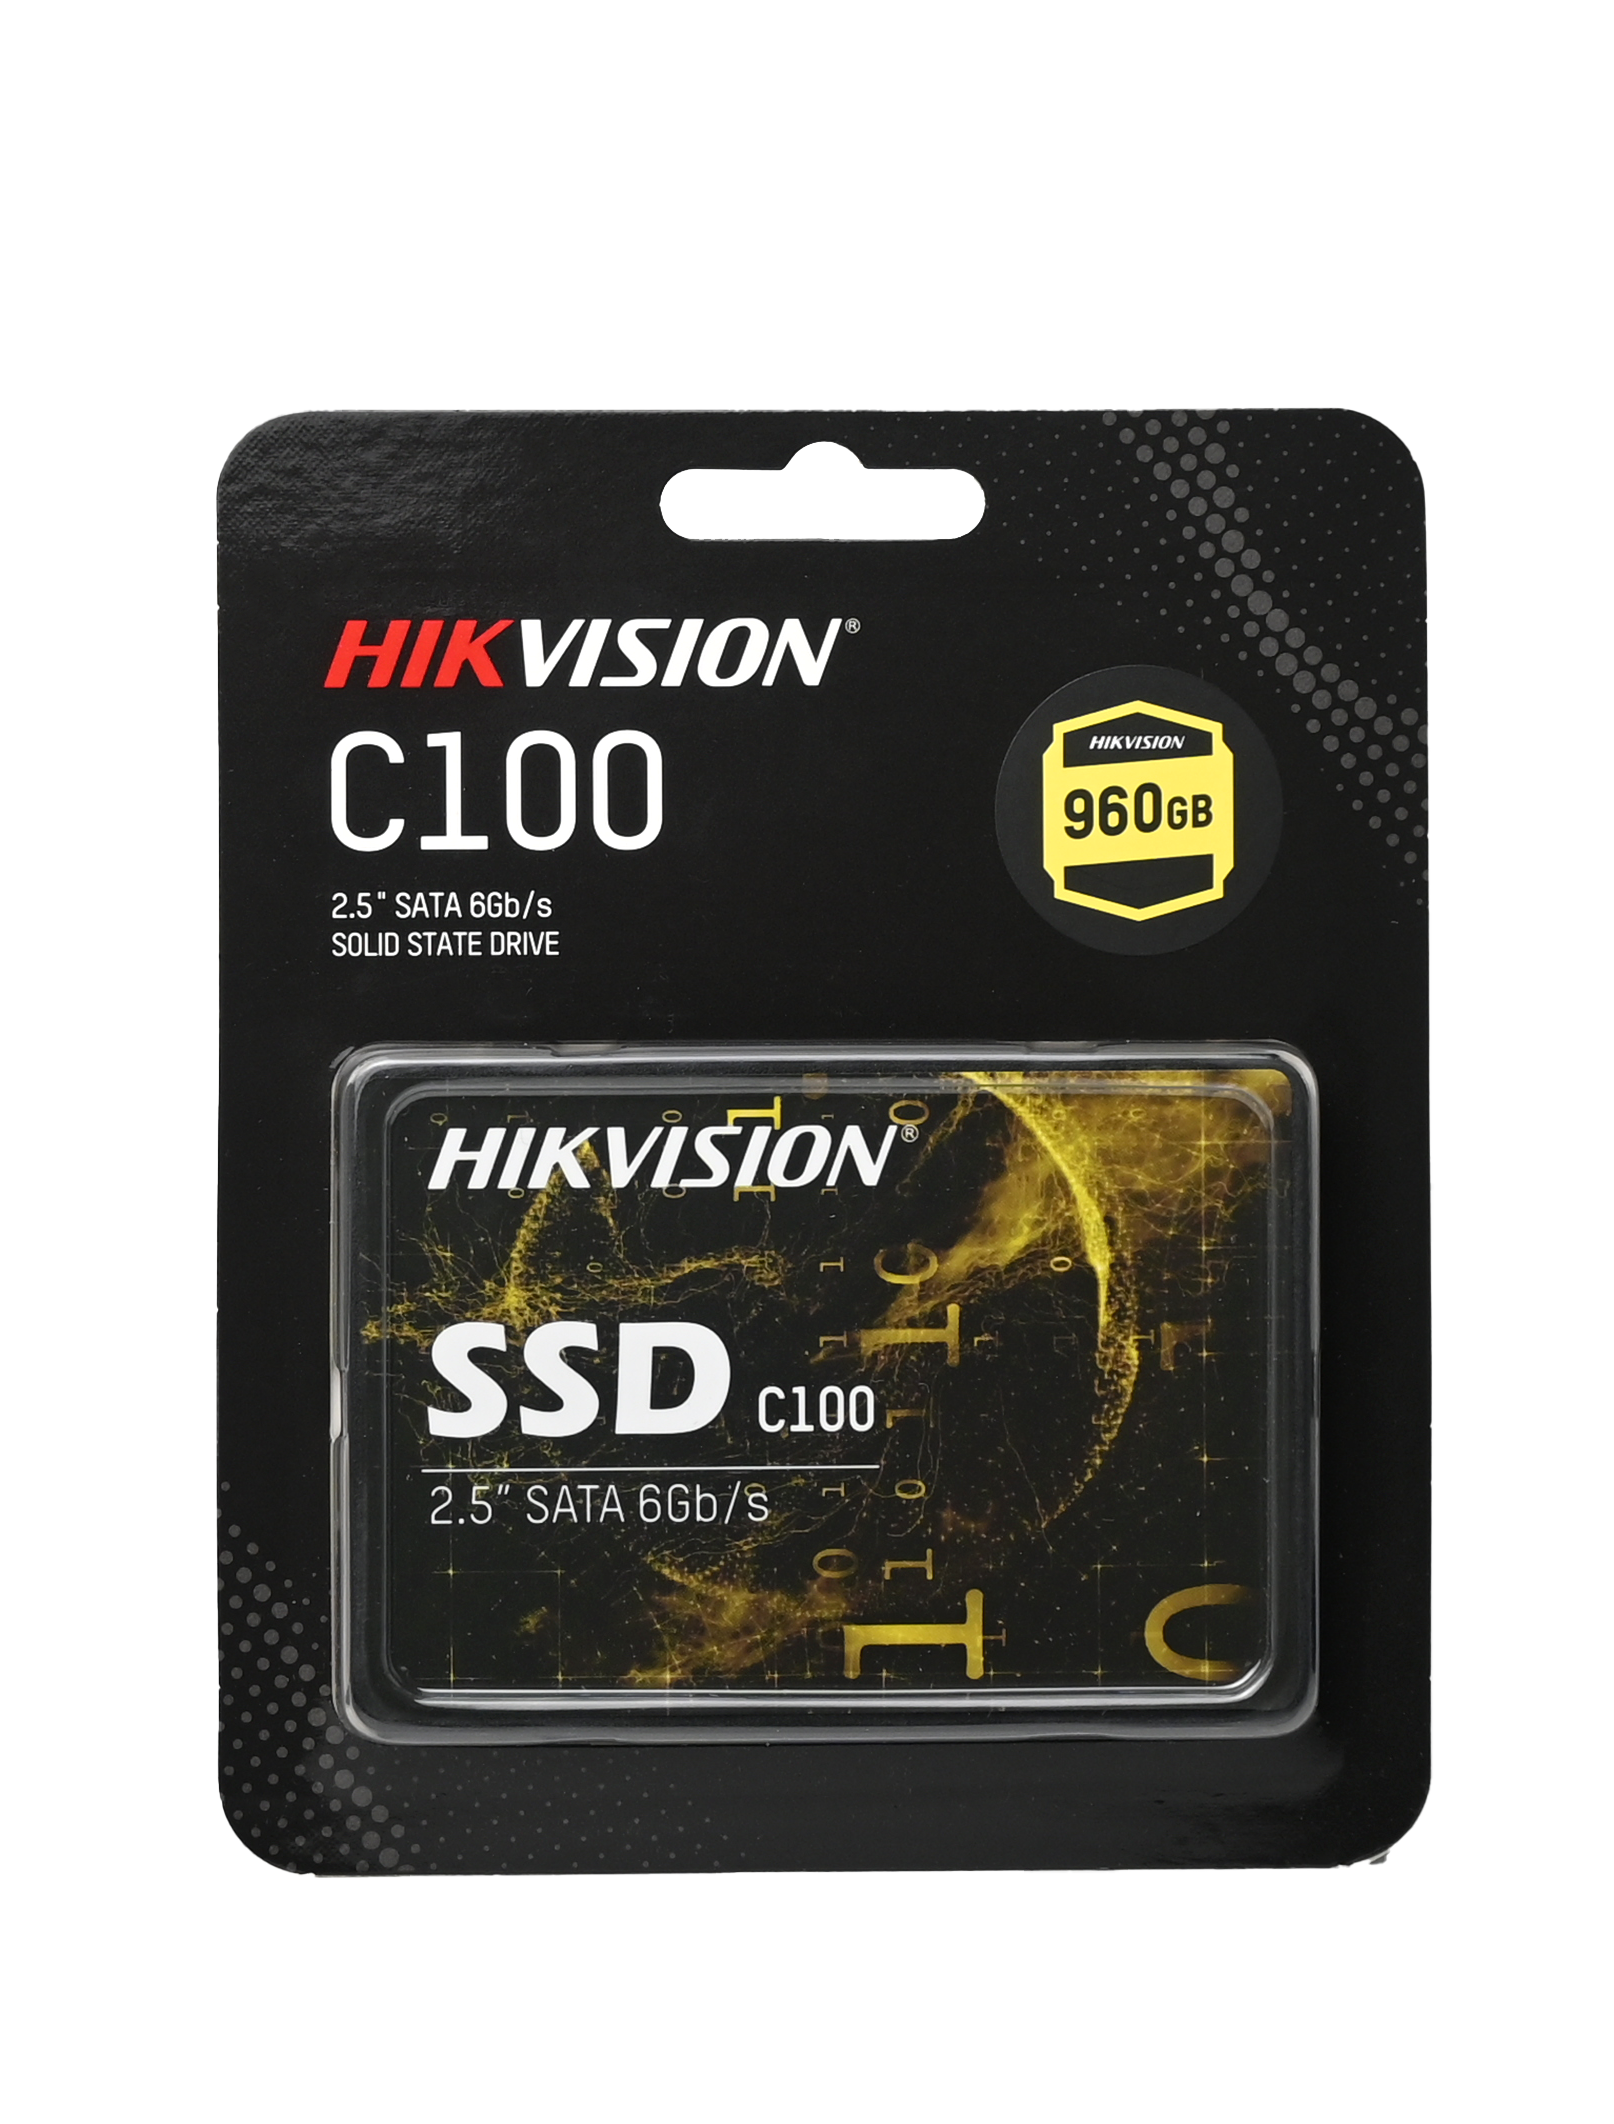 HIKVISION®
C100
2.5" SATA 6Gb/s
SOLID STATE DRIVE
HIKVISION
960GB
HIKVISION®
SSD C100
2.5" SATA 6Gb/s